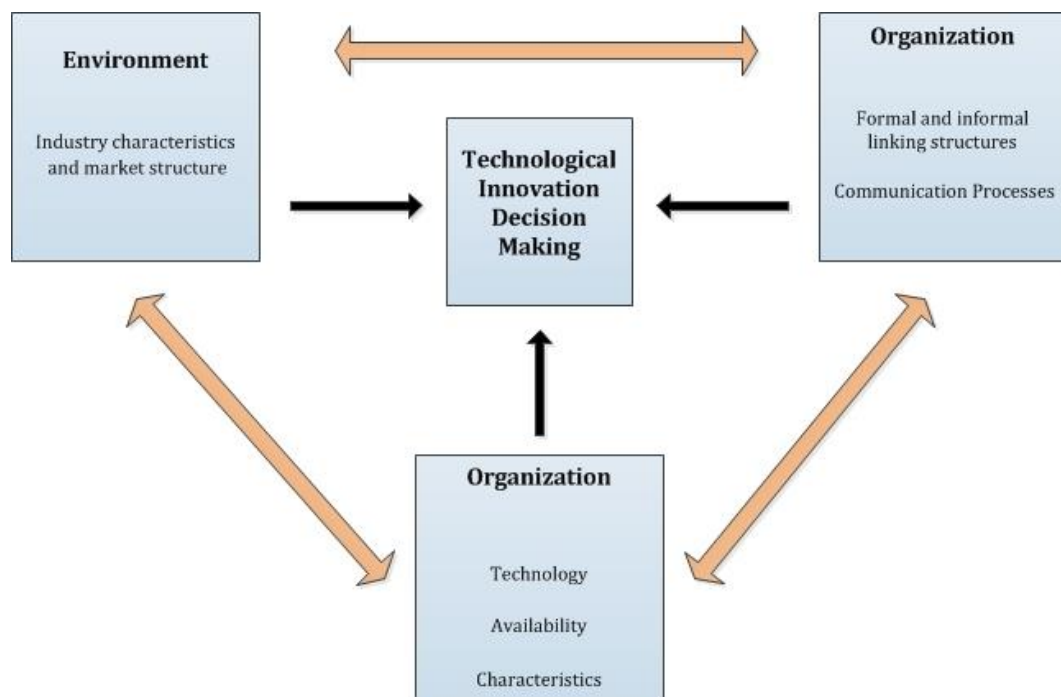 Environment
Industry characteristics
and market structure
Technological
Innovation
Decision
Making
Organization
Formal and informal
linking structures
Communication Processes
Organization
Technology
Availability
Characteristics